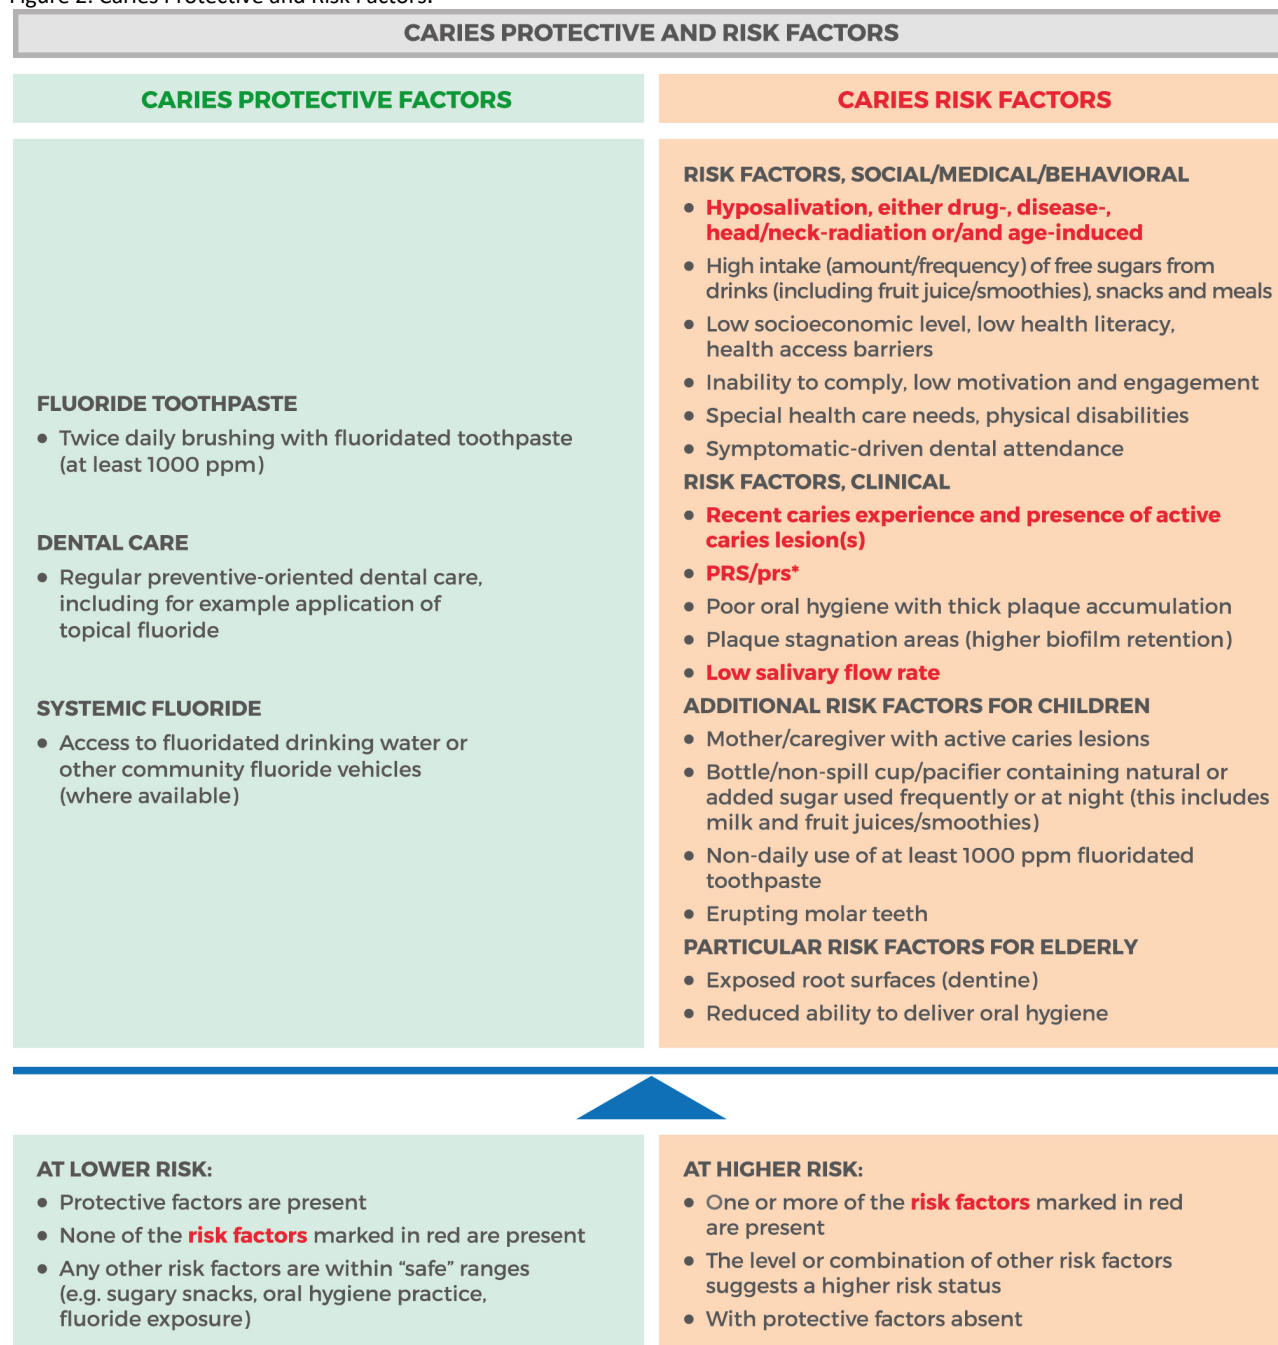 Figure 2. Caries Protective and Risk Factors.
CARIES PROTECTIVE AND RISK FACTORS
CARIES PROTECTIVE FACTORS
FLUORIDE TOOTHPASTE
• Twice daily brushing with fluoridated toothpaste
(at least 1000 ppm)
DENTAL CARE
• Regular preventive-oriented dental care,
including for example application of
topical fluoride
SYSTEMIC FLUORIDE
• Access to fluoridated drinking water or
other community fluoride vehicles
(where available)
CARIES RISK FACTORS
RISK FACTORS, SOCIAL/MEDICAL/BEHAVIORAL
• Hyposalivation, either drug-, disease-,
head/neck-radiation or/and age-induced
• High intake (amount/frequency) of free sugars from
drinks (including fruit juice/smoothies), snacks and meals
• Low socioeconomic level, low health literacy,
health access barriers
• Inability to comply, low motivation and engagement
• Special health care needs, physical disabilities
• Symptomatic-driven dental attendance
RISK FACTORS, CLINICAL
• Recent caries experience and presence of active
caries lesion(s)
• PRS/prs*
• Poor oral hygiene with thick plaque accumulation
• Plaque stagnation areas (higher biofilm retention)
• Low salivary flow rate
ADDITIONAL RISK FACTORS FOR CHILDREN
• Mother/caregiver with active caries lesions
• Bottle/non-spill cup/pacifier containing natural or
added sugar used frequently or at night (this includes
milk and fruit juices/smoothies)
• Non-daily use of at least 1000 ppm fluoridated
toothpaste
• Erupting molar teeth
PARTICULAR RISK FACTORS FOR ELDERLY
• Exposed root surfaces (dentine)
• Reduced ability to deliver oral hygiene
AT LOWER RISK:
• Protective factors are present
• None of the risk factors marked in red are present
• Any other risk factors are within “safe” ranges
(e.g. sugary snacks, oral hygiene practice,
fluoride exposure)
AT HIGHER RISK:
• One or more of the risk factors marked in red
are present
• The level or combination of other risk factors
suggests a higher risk status
• With protective factors absent